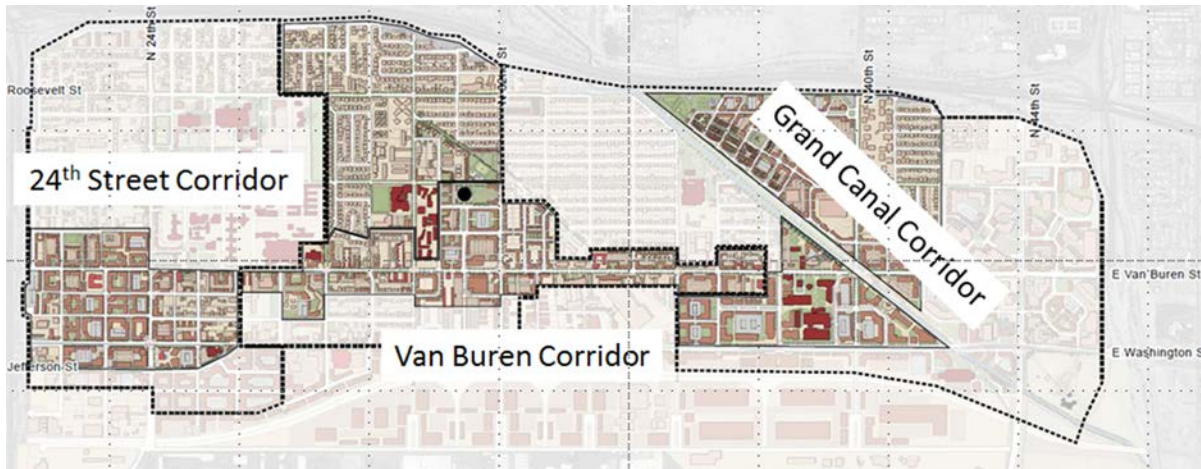 N 24th St
N 32nd St
N 40th St
N 44th St
Roosevelt St
Grand Canal Corridor
24th Street Corridor
E Van Buren St
Van Buren Corridor
Jefferson St
E Washington S